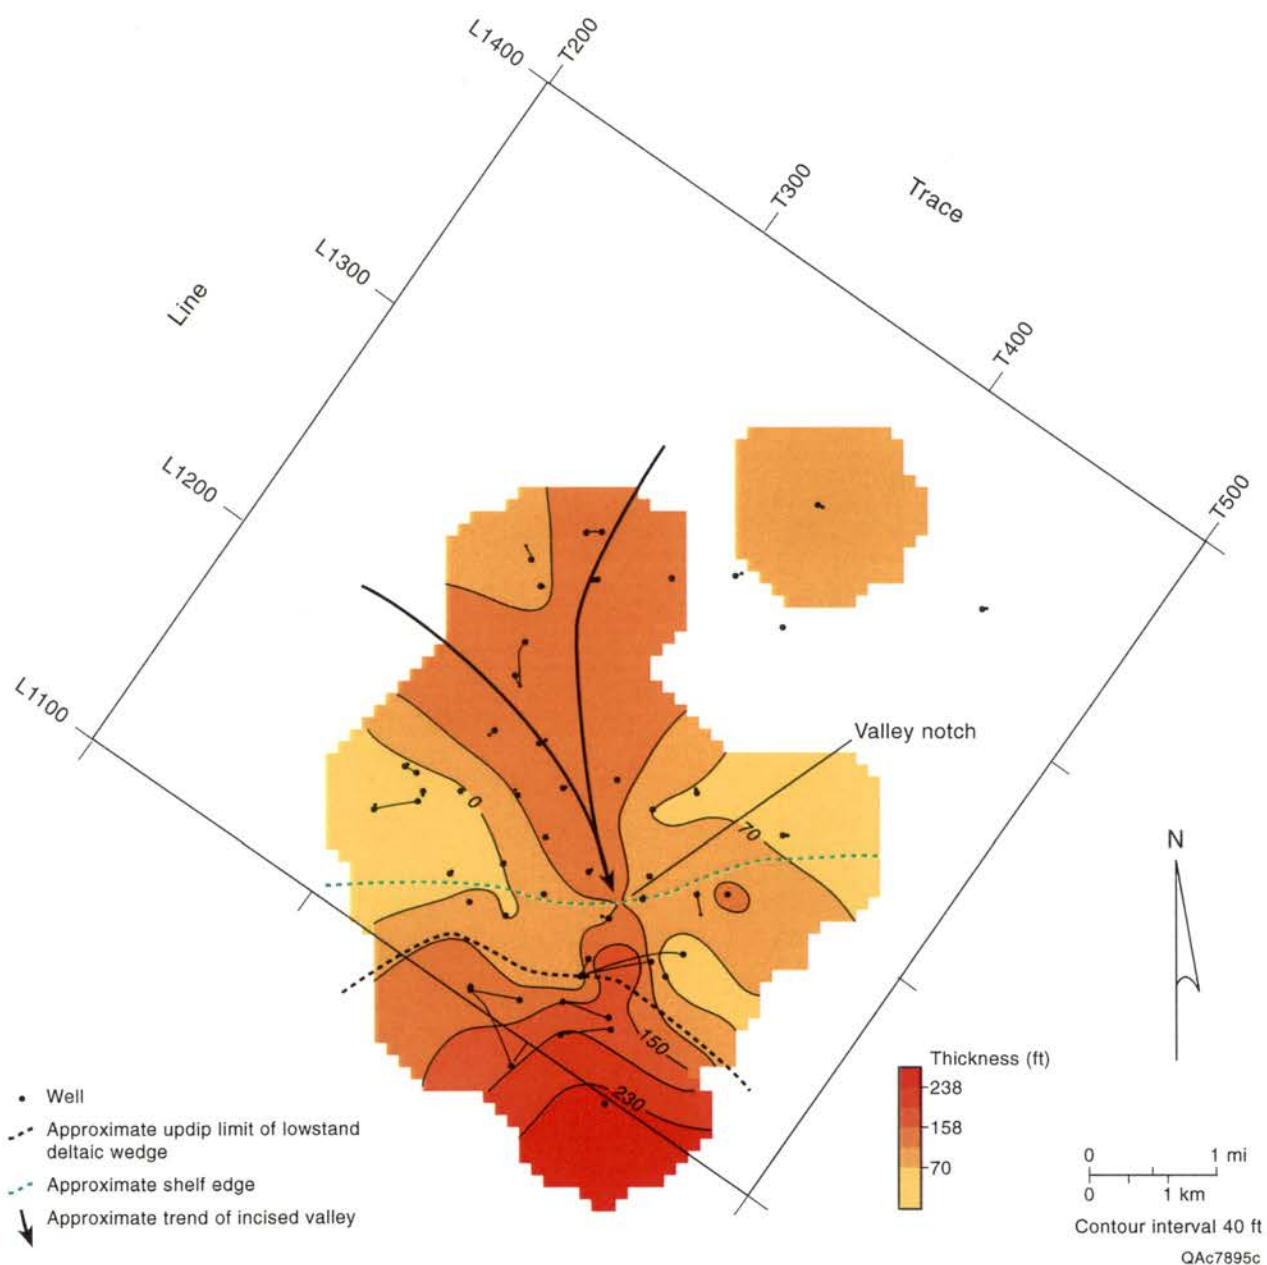 L1400
T200
T300
Trace
L1300
Line
T400
L1200
T500
L1100
Valley notch
0
70
N
150
230
Thickness (ft)
238
158
70
Well
Approximate updip limit of lowstand
deltaic wedge
Approximate shelf edge
Approximate trend of incised valley
0 1 mi
0 1 km
Contour interval 40 ft
QAc7895c